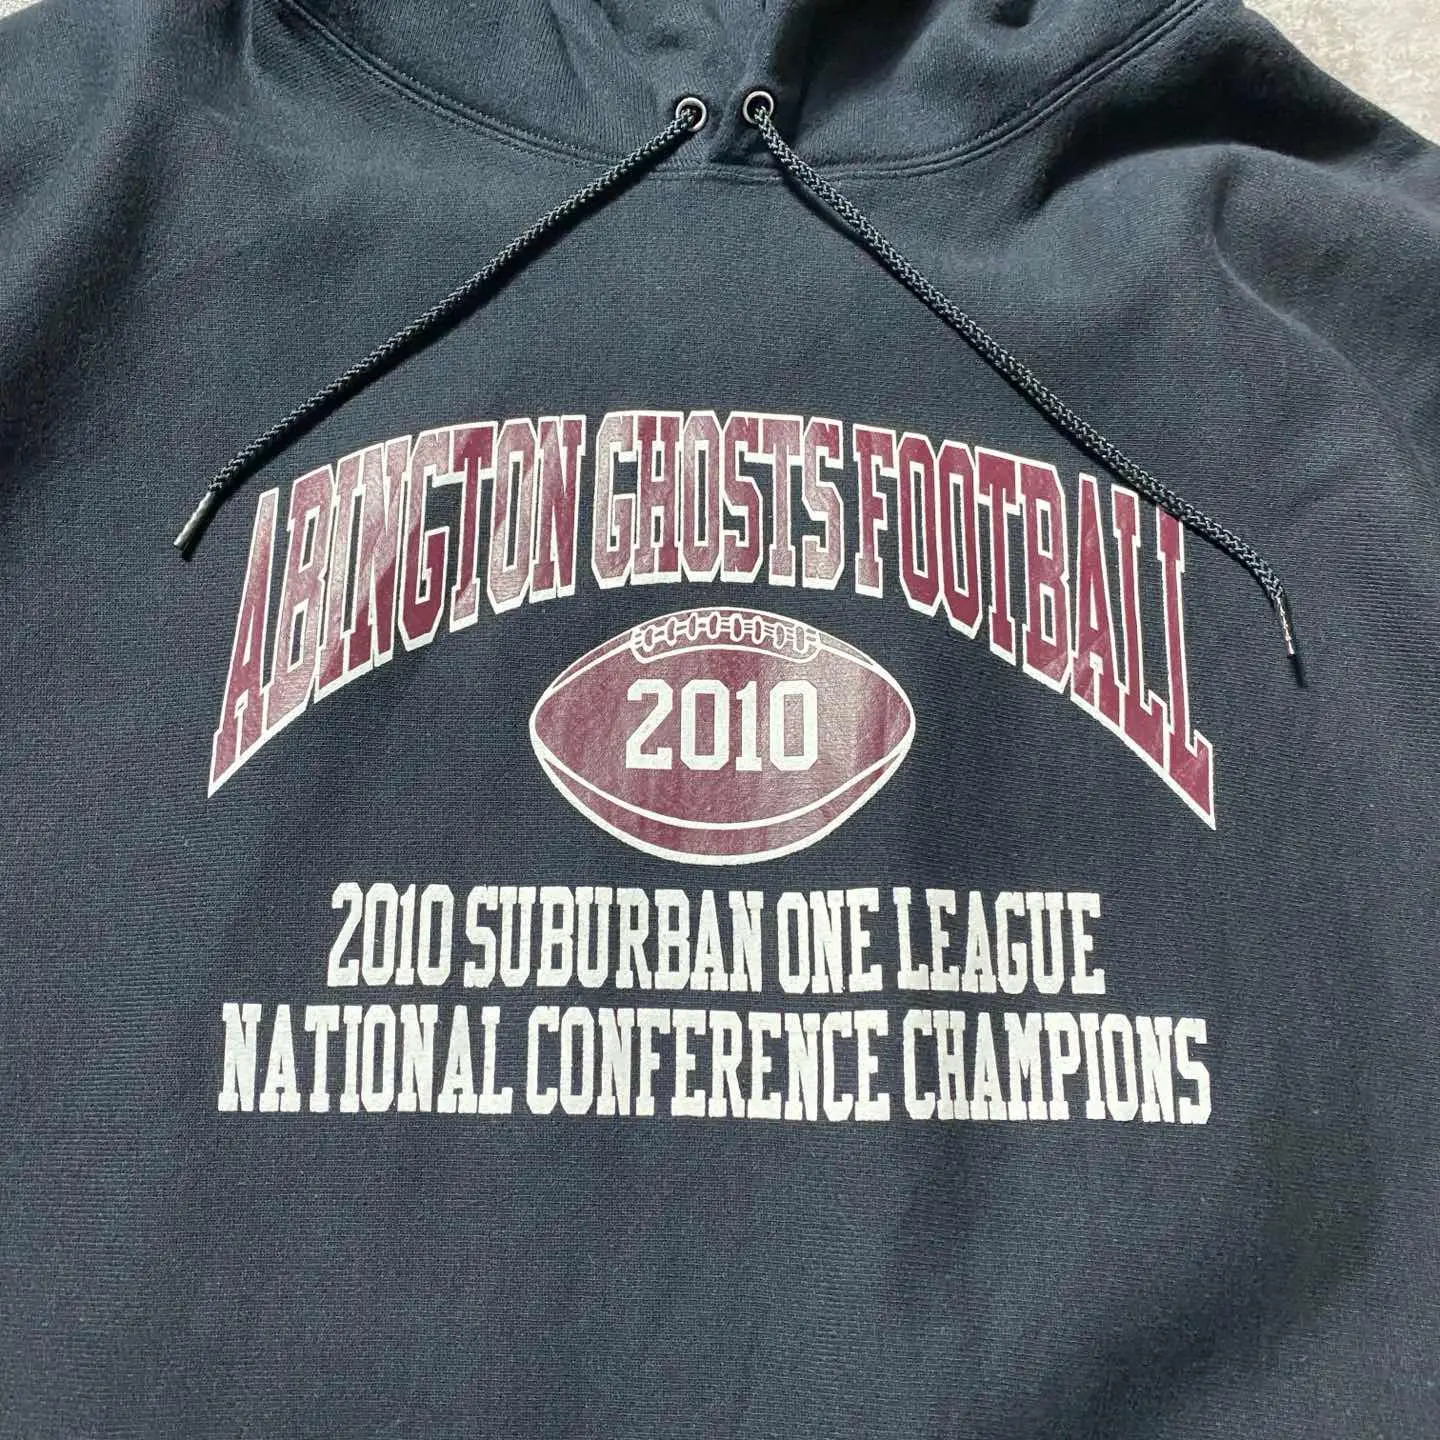 ABINGTON GHOSTS FOOTBALL
2010
2010 SUBURBAN ONE LEAGUE
NATIONAL CONFERENCE CHAMPIONS